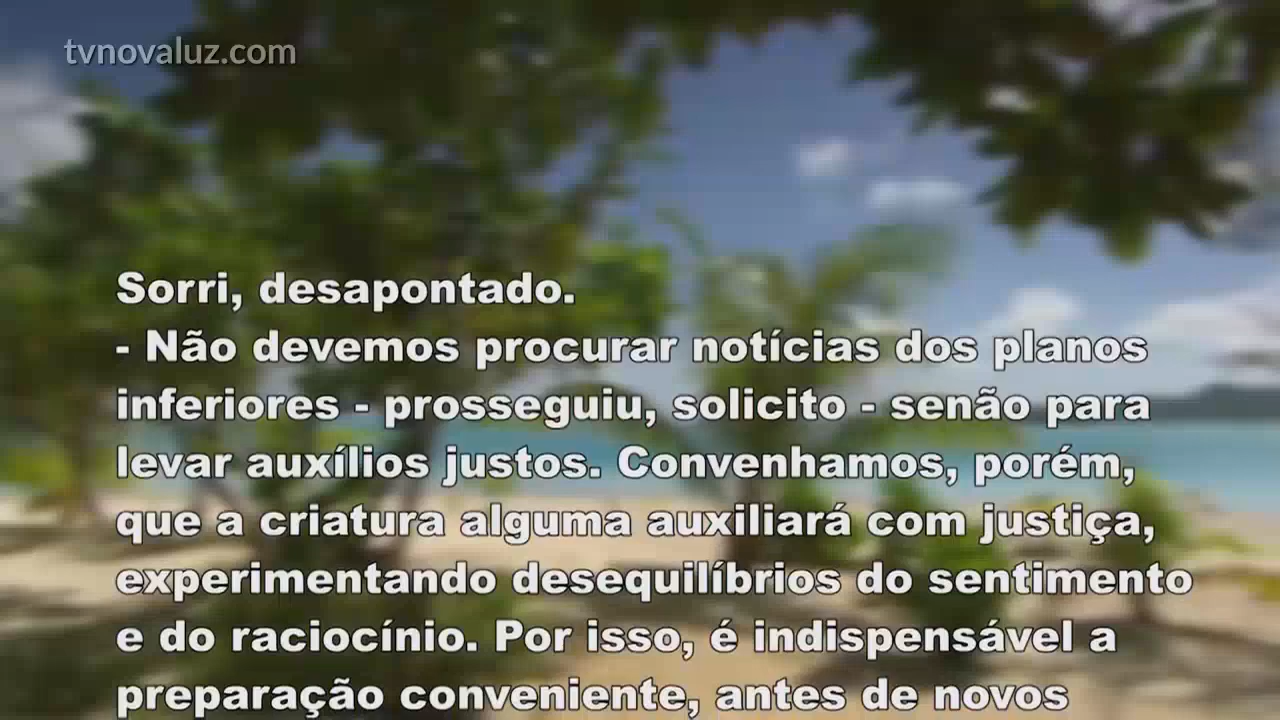 tvnovaluz.com
Sorri, desapontado.
- Não devemos procurar notícias dos planos
inferiores - prosseguiu, solicito - senão para
levar auxílios justos. Convenhamos, porém,
que a criatura alguma auxiliará com justiça,
experimentando desequilíbrios do sentimento
e do raciocínio. Por isso, é indispensável a
preparação conveniente, antes de novos